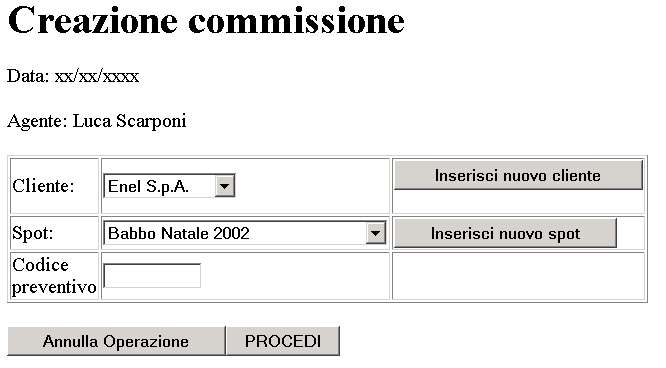 Creazione commissione
Data: xx/xx/xxxx
Agente: Luca Scarponi
Cliente: Enel S.p.A. Inserisci nuovo cliente
Spot: Babbo Natale 2002 Inserisci nuovo spot
Codice
preventivo
Annulla Operazione PROCEDI